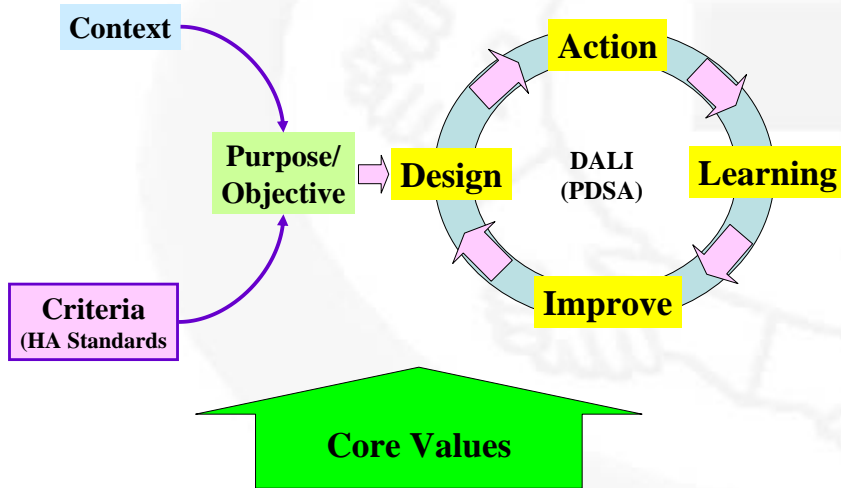 Context
Action
Purpose/
Objective
Design
DALI
(PDSA)
Learning
Criteria
(HA Standards
Improve
Core Values